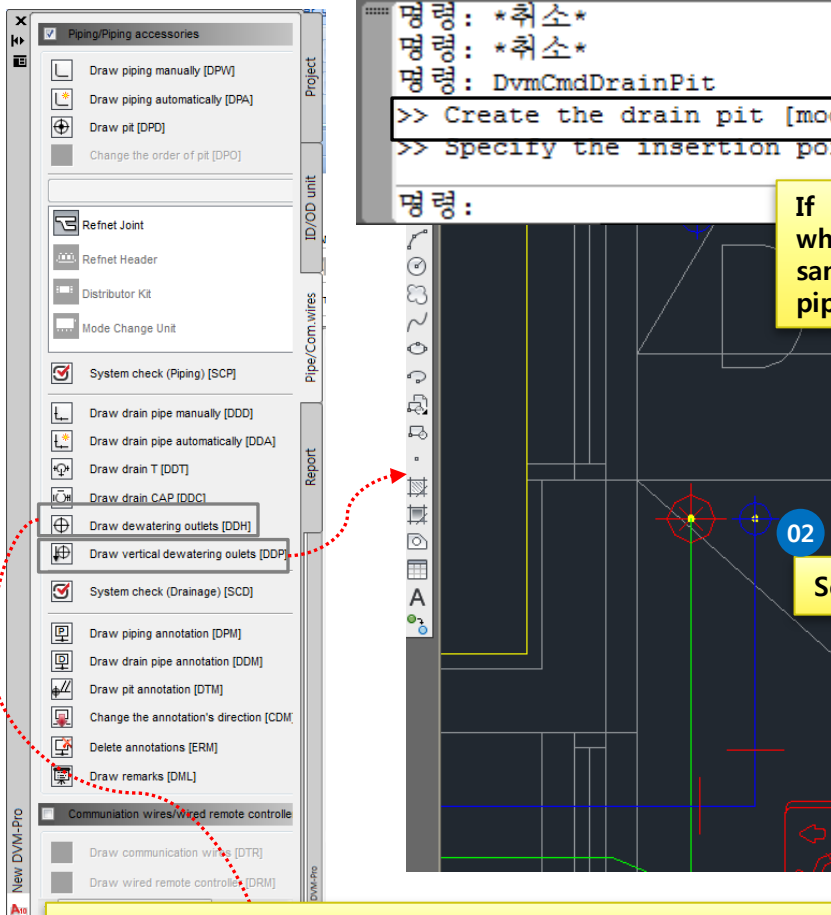 Piping/Piping accessories
Draw piping manually [DPW]
Draw piping automatically [DPA]
Draw pit [DPD]
Change the order of pit [DPO]
Refnet Joint
Refnet Header
Distributor Kit
Mode Change Unit
System check (Piping) [SCP]
Draw drain pipe manually [DDD]
Draw drain pipe automatically [DDA]
Draw drain T [DDT]
Draw drain CAP [DDC]
Draw dewatering outlets [DDH]
Draw vertical dewatering oulets [DDP]
System check (Drainage) [SCD]
Draw piping annotation [DPM]
Draw drain pipe annotation [DDM]
Draw pit annotation [DTM]
Change the annotation's direction [CDM
Delete annotations [ERM]
Draw remarks [DML]
Communiation wires/wired remote controlle
Draw communication wires [DTR]
Draw wired remote controller [DRM]
New DVM-Pro
Project
ID/OD unit
Pipe/Com.wires
Report
DVM-Pro
명령: *취소*
명령: *취소*
명령: DvmCmdDrainPit
>> Create the drain pit [mod
>> Specify the insertion poi
명령:
If
wh
sam
pip
02
Se
A